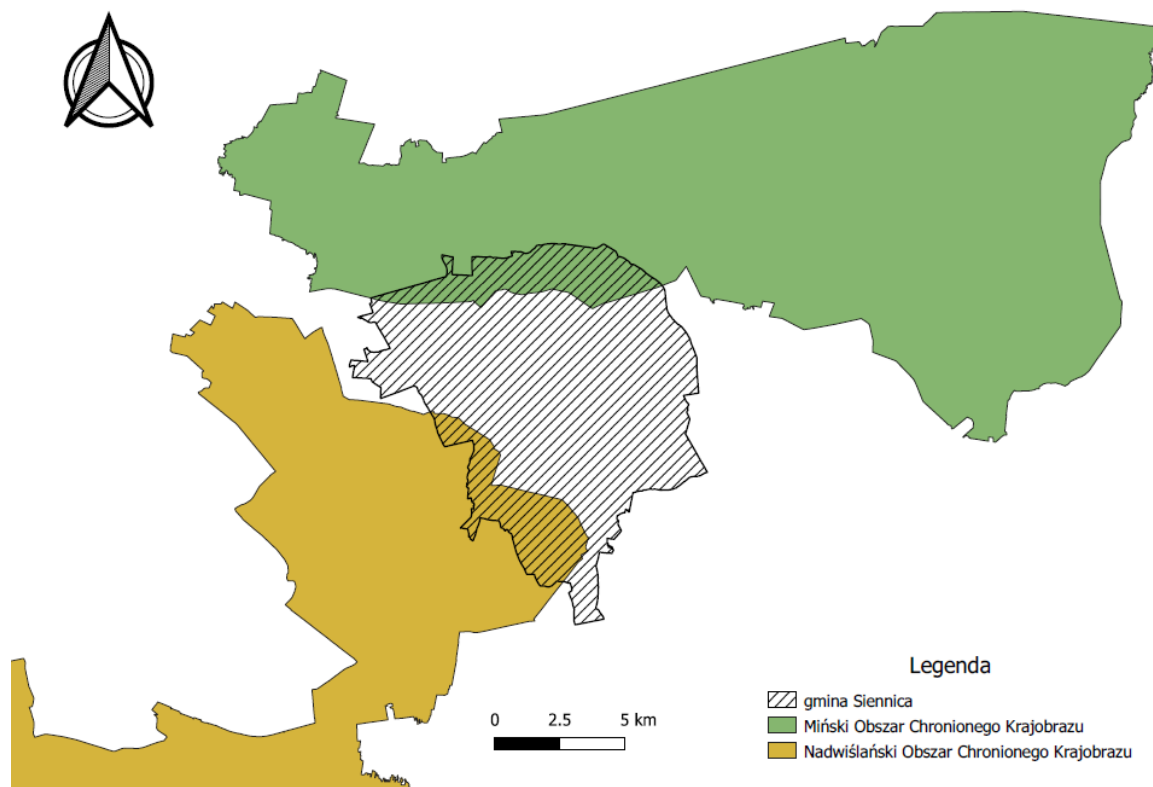 Legenda
gmina Siennica
Miński Obszar Chronionego Krajobrazu
Nadwiślański Obszar Chronionego Krajobrazu
0 2.5 5 km